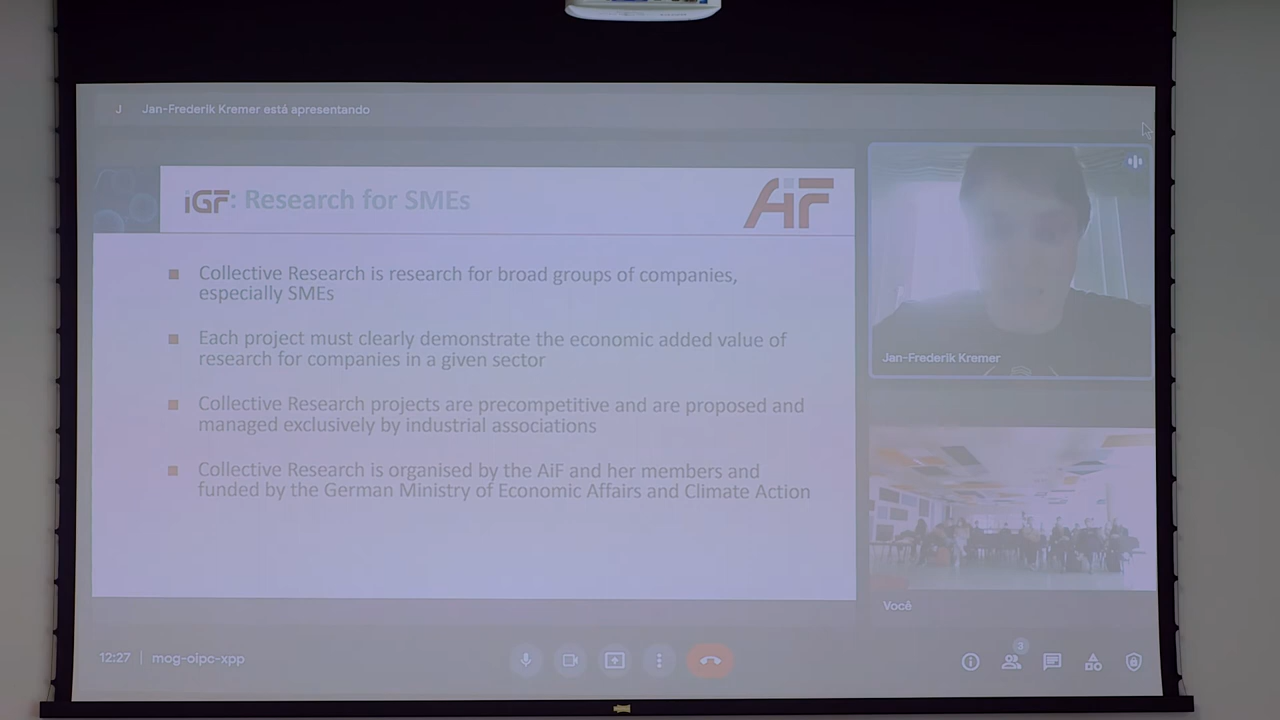 J Jan-Frederik Kremer está apresentando
iGF: Research for SMEs
AiF
Collective Research is research for broad groups of companies,
especially SMEs
Each project must clearly demonstrate the economic added value of
research for companies in a given sector
Collective Research projects are precompetitive and are proposed and
managed exclusively by industrial associations
Collective Research is organised by the AiF and her members and
funded by the German Ministry of Economic Affairs and Climate Action
Jan-Frederik Kremer
Você
12:27 | mog-oipc-xpp
3